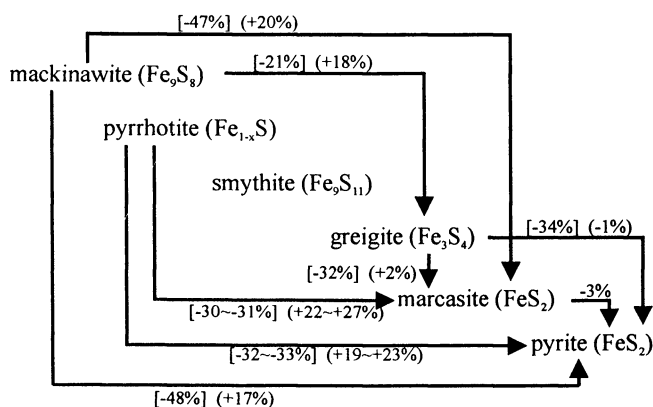 [-47%] (+20%)
mackinawite (Fe₉S₈)
[-21%] (+18%)
pyrrhotite (Fe₁₋ₓS)
smythite (Fe₉S₁₁)
greigite (Fe₃S₄)
[-34%] (-1%)
[-32%] (+2%)
marcasite (FeS₂)
-3%
[-30~-31%] (+22~+27%)
pyrite (FeS₂)
[-32~-33%] (+19~+23%)
[-48%] (+17%)